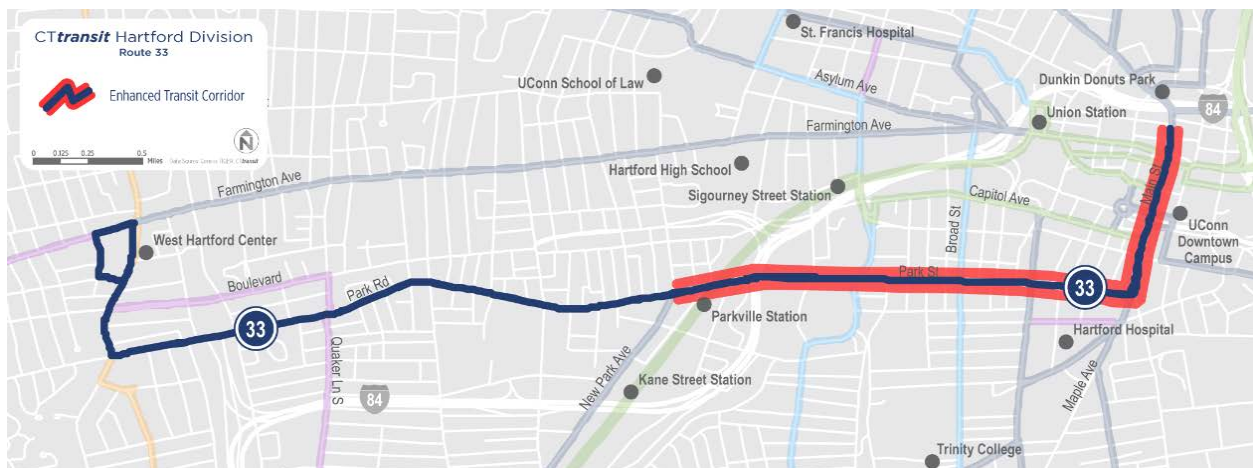 CTtransit Hartford Division
Route 33
Enhanced Transit Corridor
N
0 0.125 0.25 0.5
Miles
St. Francis Hospital
UConn School of Law
Asylum Ave
Dunkin Donuts Park
84
Union Station
Farmington Ave
Hartford High School
Sigourney Street Station
Capitol Ave
Main St
Farmington Ave
Broad St
UConn
Downtown
Campus
West Hartford Center
Boulevard
Park Rd
Park St
33
33
Parkville Station
Hartford Hospital
Quaker Ln S
New Park Ave
Kane Street Station
84
Maple Ave
Trinity College